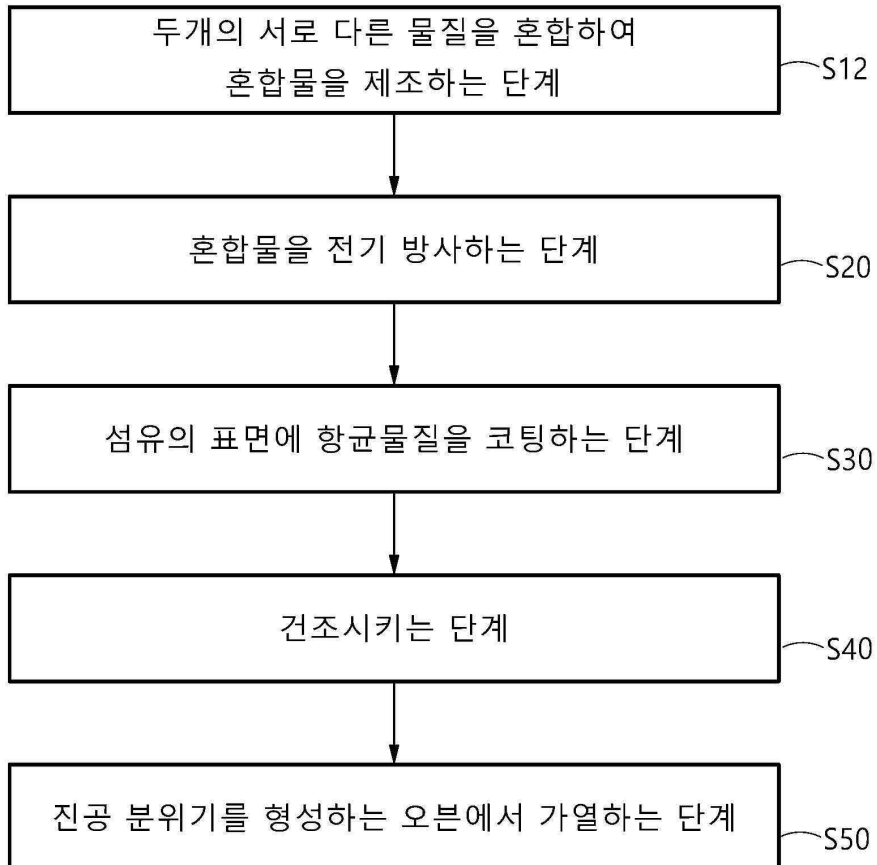 두개의 서로 다른 물질을 혼합하여
혼합물을 제조하는 단계
S12
혼합물을 전기 방사하는 단계
S20
섬유의 표면에 항균물질을 코팅하는 단계
S30
건조시키는 단계
S40
진공 분위기를 형성하는 오븐에서 가열하는 단계
S50